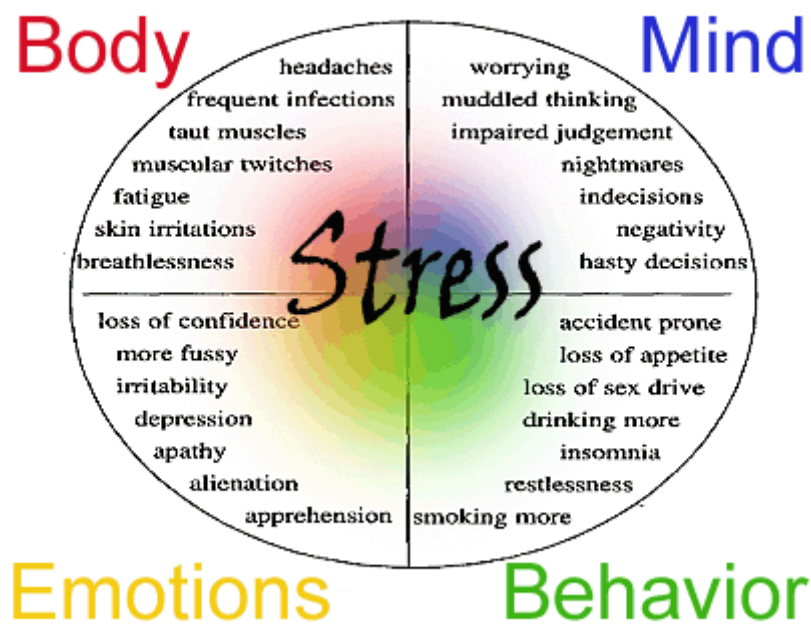 Body
headaches
frequent infections
taut muscles
muscular twitches
fatigue
skin irritations
breathlessness
Mind
worrying
muddled thinking
impaired judgement
nightmares
indecisions
negativity
hasty decisions
Stress
loss of confidence
more fussy
irritability
depression
apathy
alienation
apprehension
Emotions
accident prone
loss of appetite
loss of sex drive
drinking more
insomnia
restlessness
smoking more
Behavior